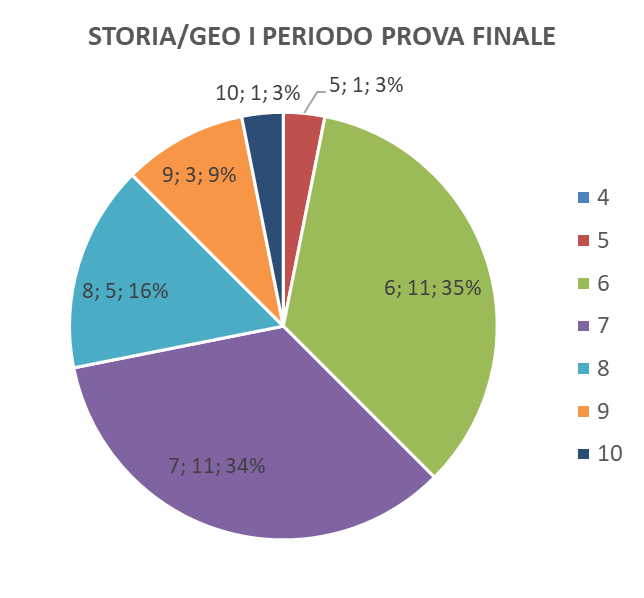 STORIA/GEO I PERIODO PROVA FINALE
10; 1; 3%
5; 1; 3%
9; 3; 9%
8; 5; 16%
6; 11; 35%
7; 11; 34%
4
5
6
7
8
9
10